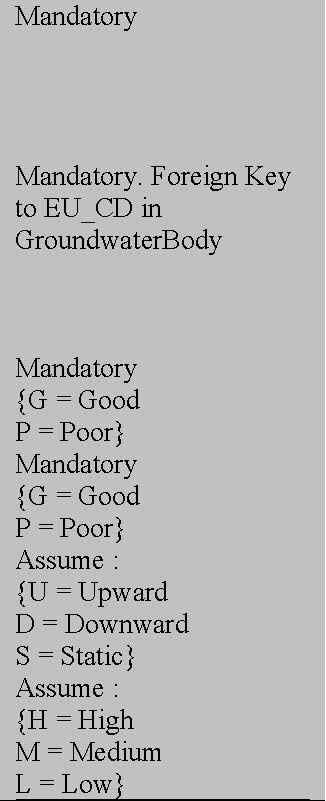 Mandatory
Mandatory. Foreign Key
to EU_CD in
GroundwaterBody
Mandatory
{G = Good
P = Poor}
Mandatory
{G = Good
P = Poor}
Assume :
{U = Upward
D = Downward
S = Static}
Assume :
{H = High
M = Medium
L = Low}